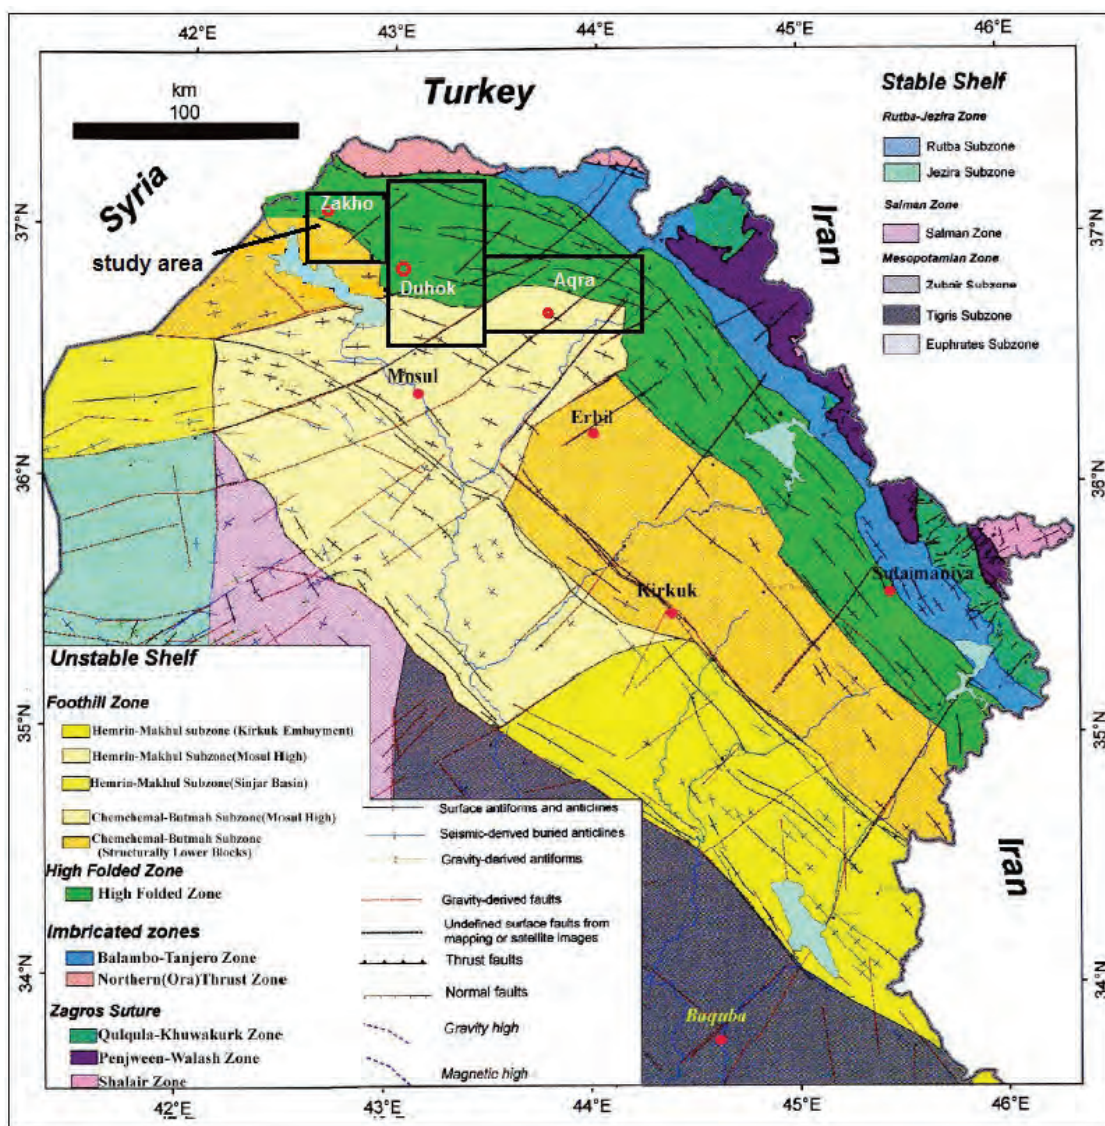 42°E 43°E 44°E 45°E 46°E
km
100
Turkey
Stable Shelf
Rutba-Jezira Zone
Rutba Subzone
Jezira Subzone
Salman Zone
Salman Zone
Mesopotamian Zone
Zubair Subzone
Tigris Subzone
Euphrates Subzone
Syria
Iran
37°N
37°N
Zakho
study area
Duhok
Aqra
Mosul
Erbil
36°N
36°N
Kirkuk
Sulaimaniya
Unstable Shelf
Foothill Zone
Hemrin-Makhul subzone (Kirkuk Embayment)
Hemrin-Makhul Subzone(Mosul High)
Hemrin-Makhul Subzone(Sinjar Basin)
Chemchemal-Butmah Subzone(Mosul High)
Chemchemal-Butmah Subzone
(Structurally Lower Blocks)
High Folded Zone
High Folded Zone
Imbricated zones
Balambo-Tanjero Zone
Northern(Ora)Thrust Zone
Zagros Suture
Qulqula-Khuwakurk Zone
Penjween-Walash Zone
Shalair Zone
Surface antiforms and anticlines
Seismic-derived buried anticlines
Gravity-derived antiforms
Gravity-derived faults
Undefined surface faults from
mapping or satellite images
Thrust faults
Normal faults
Gravity high
Magnetic high
35°N
35°N
Iran
34°N
34°N
Baquba
42°E 43°E 44°E 45°E 46°E